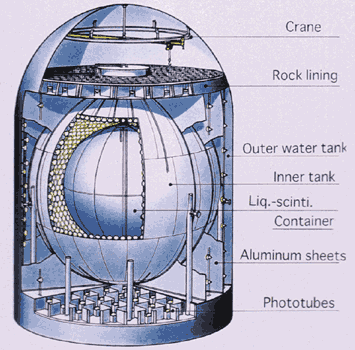 Crane
Rock lining
Outer water tank
Inner tank
Liq.-scinti.
Container
Aluminum sheets
Phototubes